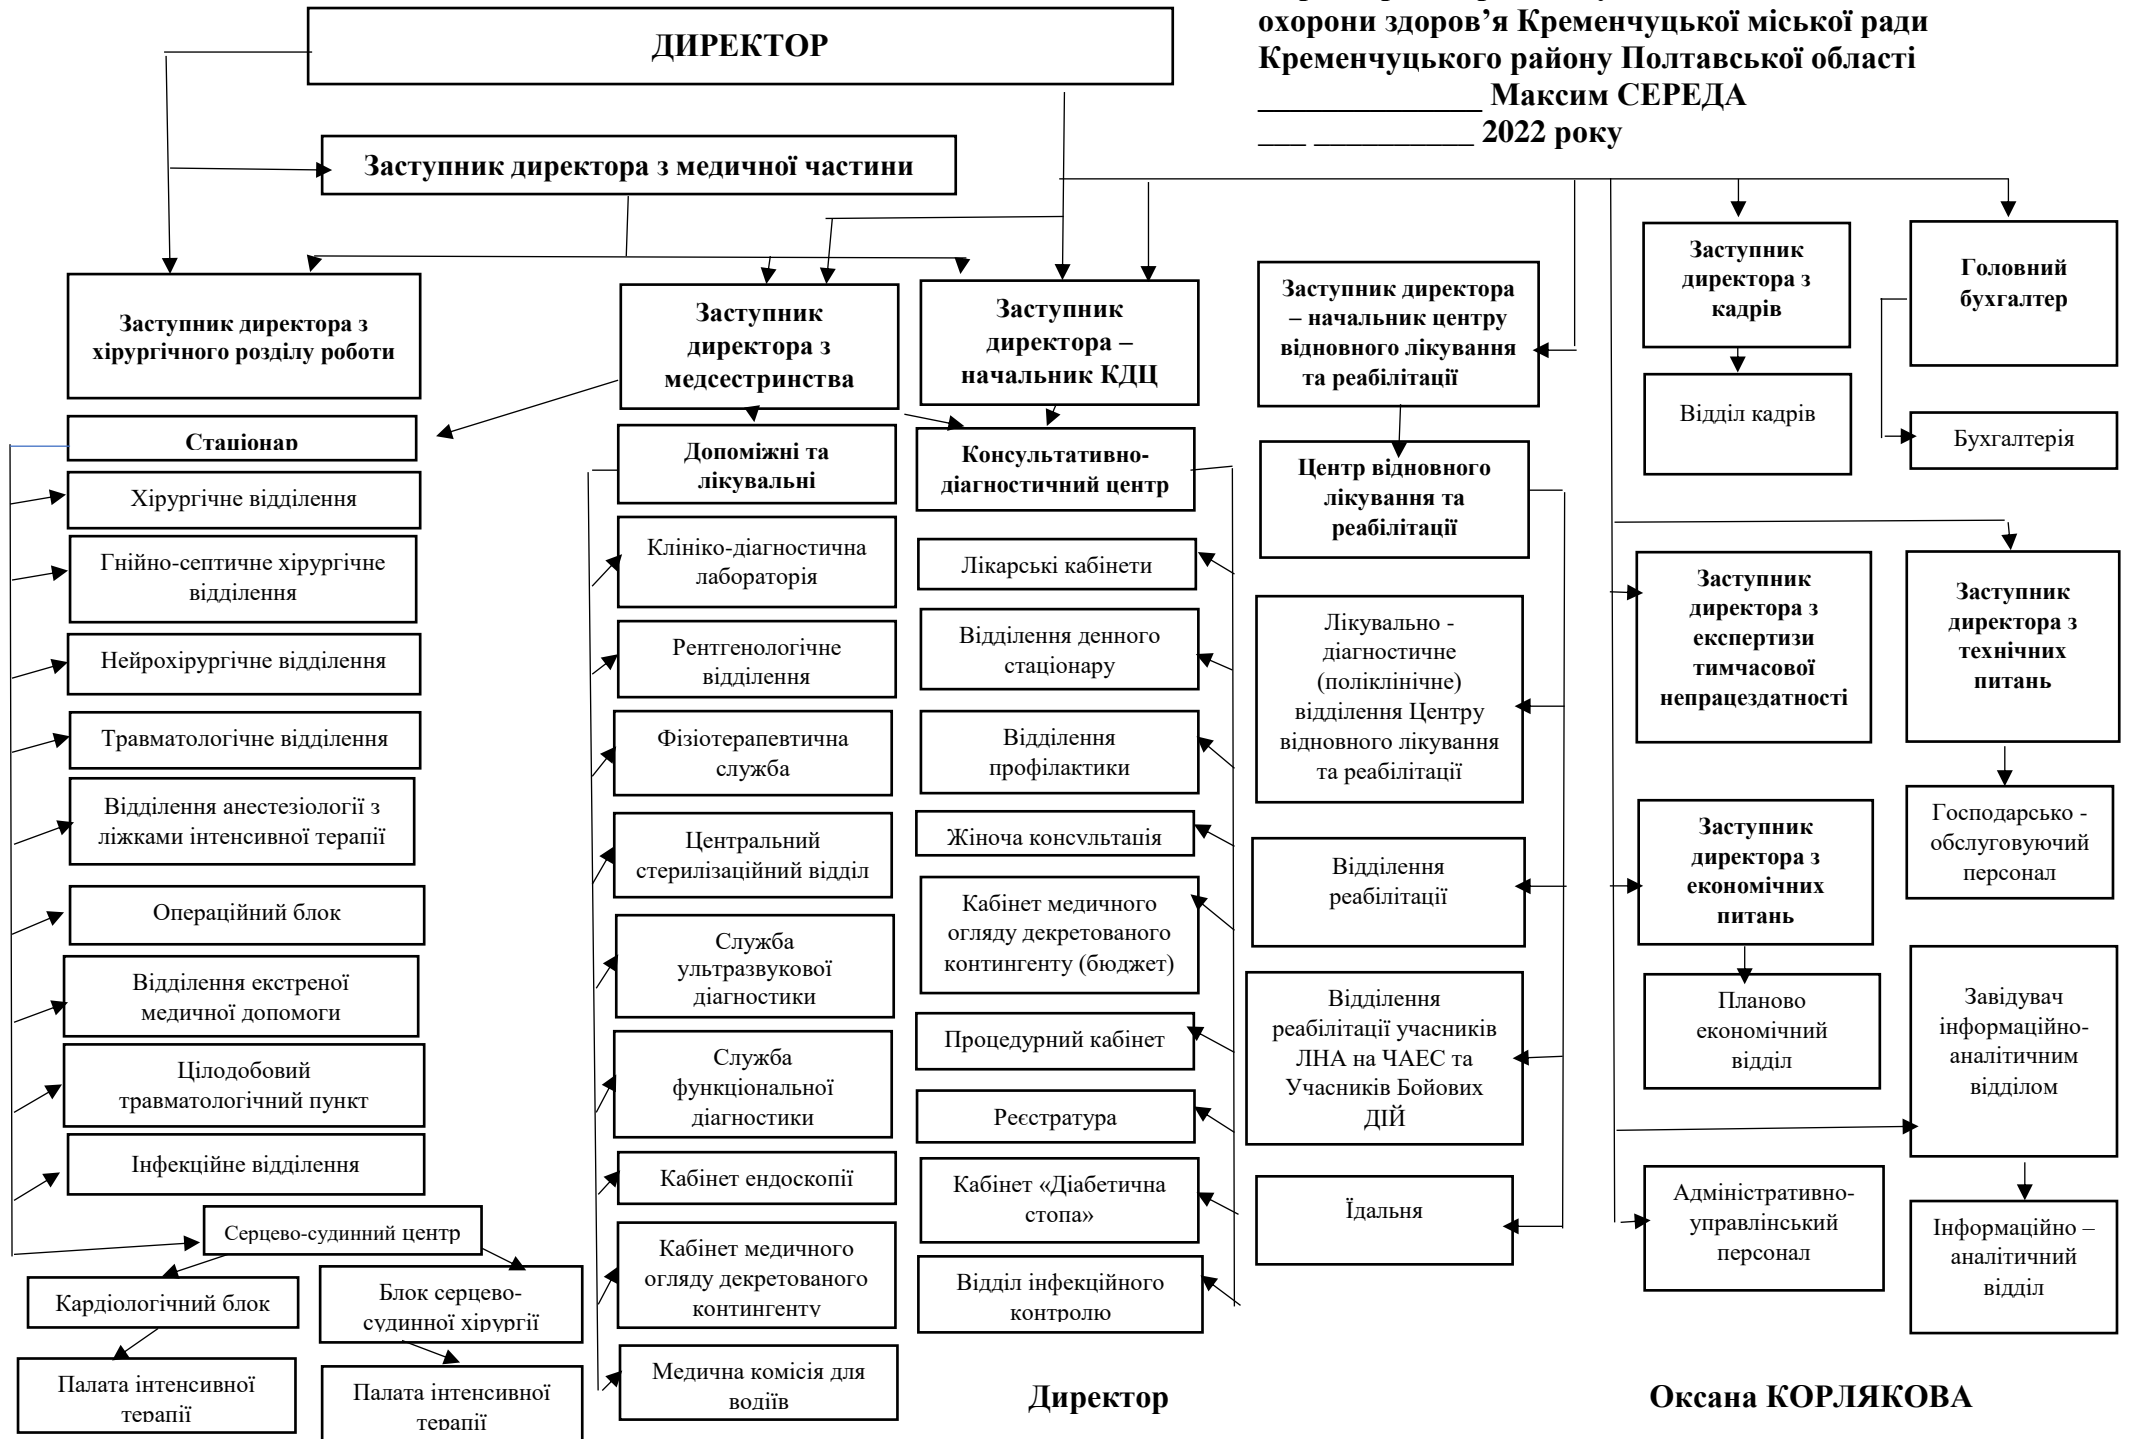 охорони здоров’я Кременчуцької міської ради
Кременчуцького району Полтавської області
______________ Максим СЕРЕДА
___ __________ 2022 року
ДИРЕКТОР
Заступник директора з медичної частини
Заступник директора з
хірургічного розділу роботи
Стаціонар
Хірургічне відділення
Гнійно-септичне хірургічне
відділення
Нейрохірургічне відділення
Травматологічне відділення
Відділення анестезіології з
ліжками інтенсивної терапії
Операційний блок
Відділення екстреної
медичної допомоги
Цілодобовий
травматологічний пункт
Інфекційне відділення
Серцево-судинний центр
Кардіологічний блок
Блок серцево-
судинної хірургії
Палата інтенсивної
терапії
Палата інтенсивної
терапії
Заступник
директора з
медсестринства
Допоміжні та
лікувальні
Клініко-діагностична
лабораторія
Рентгенологічне
відділення
Фізіотерапевтична
служба
Центральний
стерилізаційний відділ
Служба
ультразвукової
діагностики
Служба
функціональної
діагностики
Кабінет ендоскопії
Кабінет медичного
огляду декретованого
контингенту
Медична комісія для
водіїв
Заступник
директора –
начальник КДЦ
Консультативно-
діагностичний центр
Лікарські кабінети
Відділення денного
стаціонару
Відділення
профілактики
Жіноча консультація
Кабінет медичного
огляду декретованого
контингенту (бюджет)
Процедурний кабінет
Реєстратура
Кабінет «Діабетична
стопа»
Відділ інфекційного
контролю
Заступник директора
– начальник центру
відновного лікування
та реабілітації
Центр відновного
лікування та
реабілітації
Лікувально -
діагностичне
(поліклінічне)
відділення Центру
відновного лікування
та реабілітації
Відділення
реабілітації
Відділення
реабілітації учасників
ЛНА на ЧАЕС та
Учасників Бойових
ДІЙ
Їдальня
Заступник
директора з
кадрів
Відділ кадрів
Головний
бухгалтер
Бухгалтерія
Заступник
директора з
експертизи
тимчасової
непрацездатності
Заступник
директора з
технічних
питань
Господарсько -
обслуговуючий
персонал
Заступник
директора з
економічних
питань
Планово
економічний
відділ
Завідувач
інформаційно-
аналітичним
відділом
Адміністративно-
управлінський
персонал
Інформаційно –
аналітичний
відділ
Директор
Оксана КОРЛЯКОВА